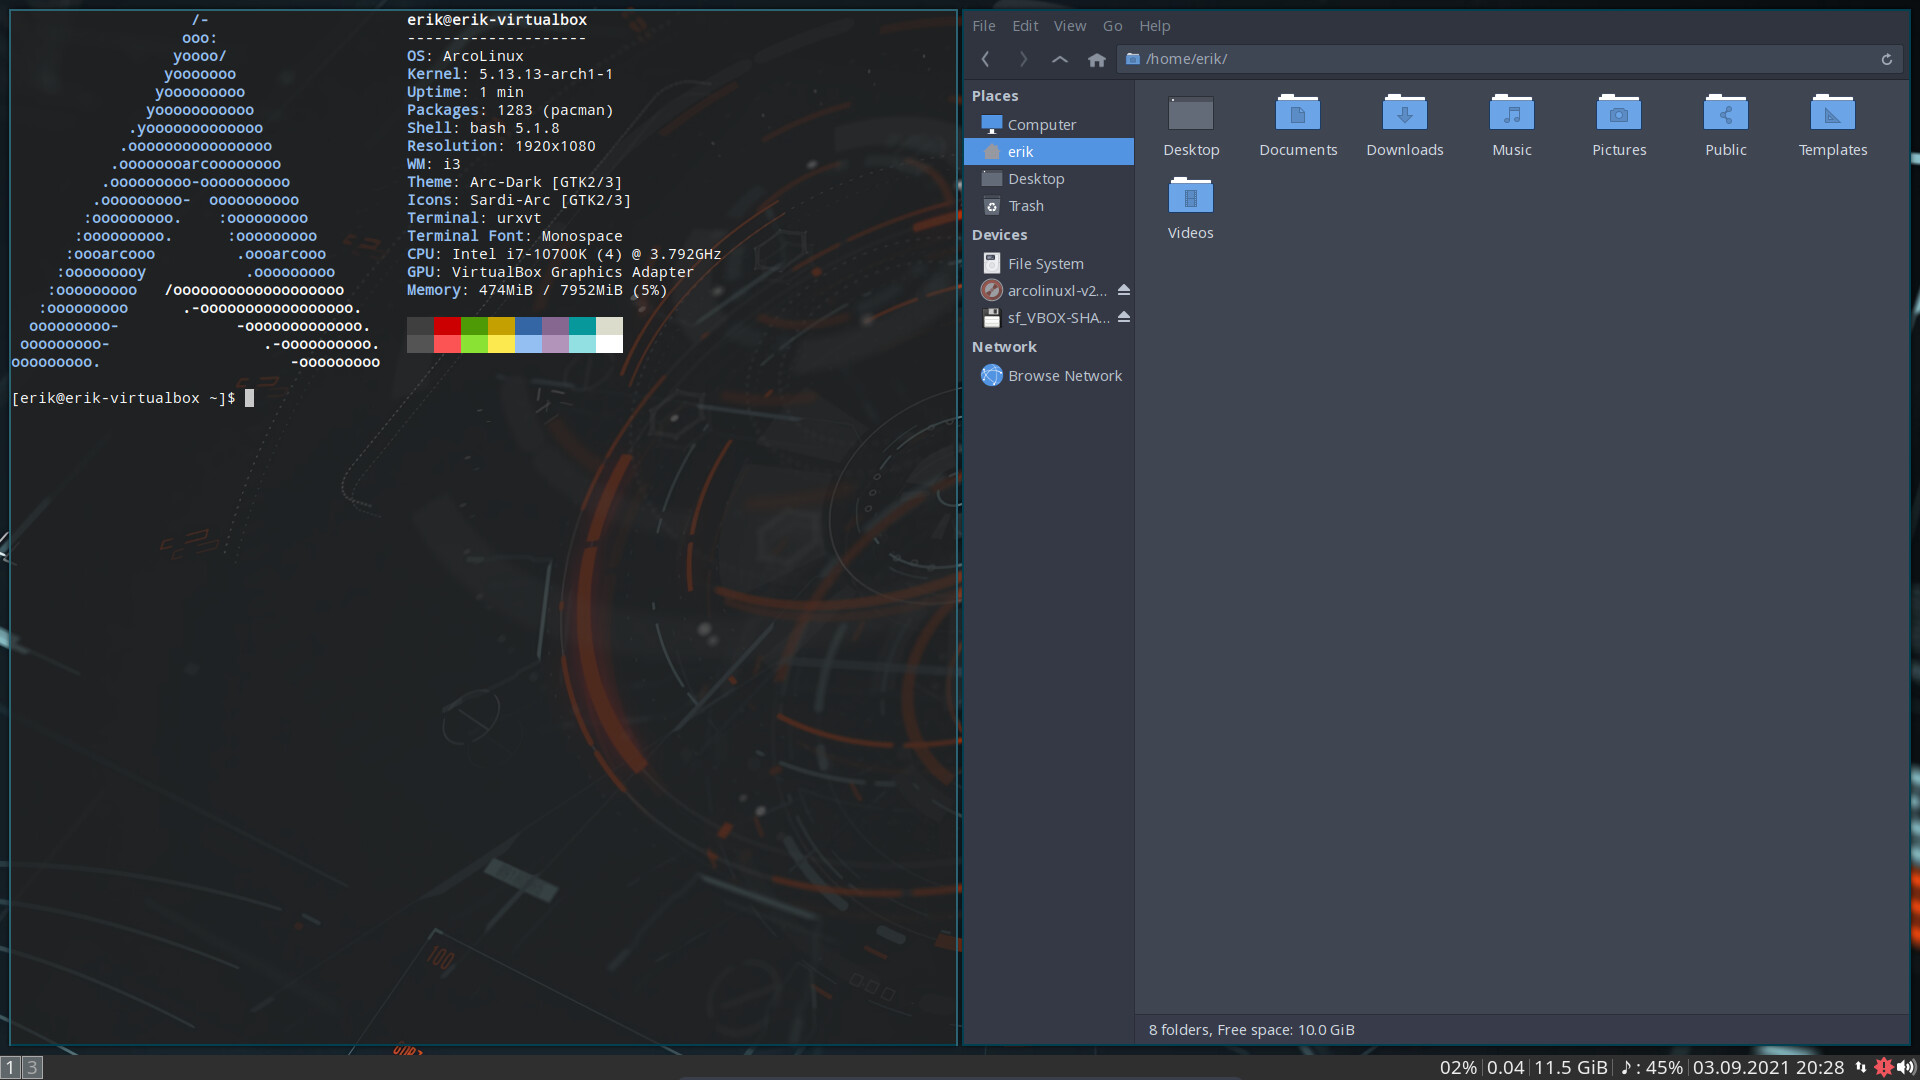 /-
ooo:
yoooo/
yooooooo
yooooooooo
yooooooooooo
.yooooooooooooo
.oooooooooooooooo
.oooooooarcoooooooo
.ooooooooo-oooooooooo
.ooooooooo-  oooooooooo
:ooooooooo.    :ooooooooo
:ooooooooo.      :ooooooooo
:oooarcooo         .oooarcooo
:ooooooooy           .ooooooooo
:ooooooooo   /ooooooooooooooooooo
:ooooooooo      .-ooooooooooooooooo.
ooooooooo-             -ooooooooooooo.
ooooooooo-                 .-oooooooooo.
ooooooooo.                     -ooooooooo
erik@erik-virtualbox
--------------------
OS: ArcoLinux
Kernel: 5.13.13-arch1-1
Uptime: 1 min
Packages: 1283 (pacman)
Shell: bash 5.1.8
Resolution: 1920x1080
WM: i3
Theme: Arc-Dark [GTK2/3]
Icons: Sardi-Arc [GTK2/3]
Terminal: urxvt
Terminal Font: Monospace
CPU: Intel i7-10700K (4) @ 3.792GHz
GPU: VirtualBox Graphics Adapter
Memory: 474MiB / 7952MiB (5%)
[erik@erik-virtualbox ~]$
100
File Edit View Go Help
/home/erik/
Places
Computer
erik
Desktop
Trash
Devices
File System
arcolinuxl-v2...
sf_VBOX-SHA...
Network
Browse Network
Desktop Documents Downloads Music Pictures Public Templates
Videos
8 folders, Free space: 10.0 GiB
1 3
02% | 0.04 | 11.5 GiB | ♪: 45% | 03.09.2021 20:28